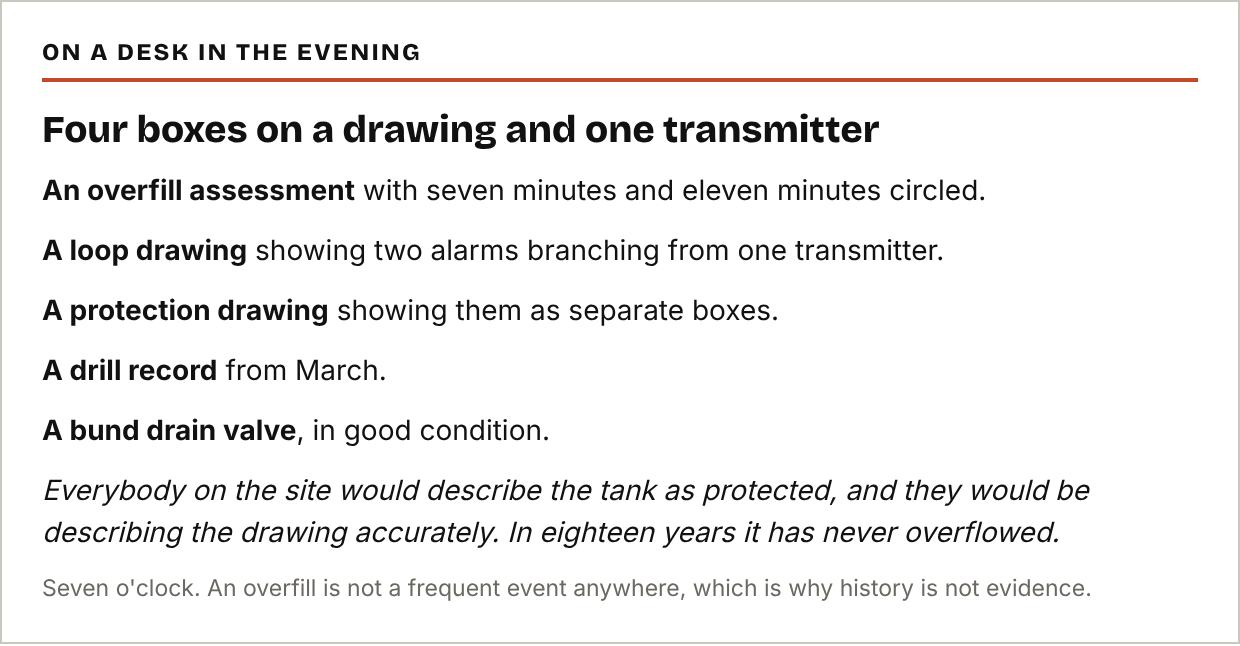 ON A DESK IN THE EVENING
Four boxes on a drawing and one transmitter
An overfill assessment with seven minutes and eleven minutes circled.
A loop drawing showing two alarms branching from one transmitter.
A protection drawing showing them as separate boxes.
A drill record from March.
A bund drain valve, in good condition.
Everybody on the site would describe the tank as protected, and they would be
describing the drawing accurately. In eighteen years it has never overflowed.
Seven o'clock. An overfill is not a frequent event anywhere, which is why history is not evidence.